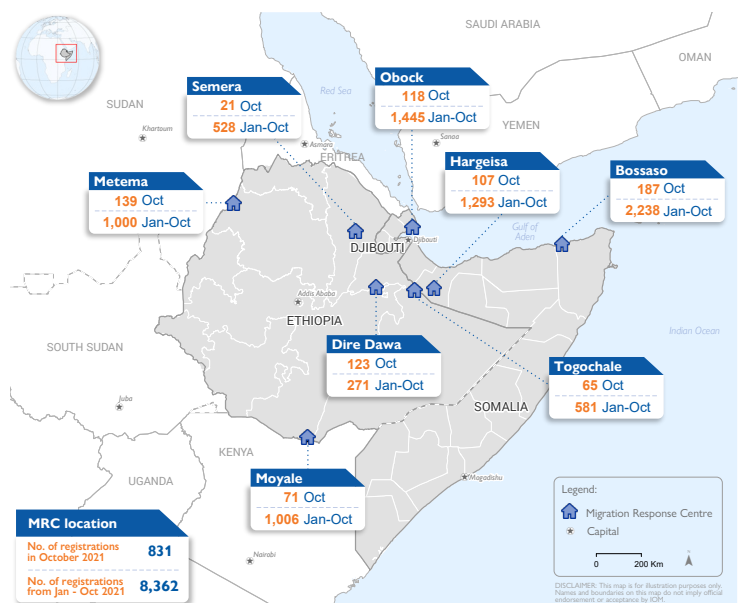 SAUDI ARABIA
OMAN
SUDAN
Khartoum
Red Sea
Asmara
ERITREA
Sanaa
YEMEN
Semera
21 Oct
528 Jan-Oct
Obock
118 Oct
1,445 Jan-Oct
Hargeisa
107 Oct
1,293 Jan-Oct
Bossaso
187 Oct
2,238 Jan-Oct
Metema
139 Oct
1,000 Jan-Oct
Gulf of
Aden
DJIBOUTI
Djibouti
Addis Ababa
ETHIOPIA
Indian Ocean
SOUTH SUDAN
Juba
Dire Dawa
123 Oct
271 Jan-Oct
Togochale
65 Oct
581 Jan-Oct
SOMALIA
Mogadishu
KENYA
UGANDA
Nairobi
Moyale
71 Oct
1,006 Jan-Oct
MRC location
No. of registrations
in October 2021
831
No. of registrations
from Jan - Oct 2021
8,362
Legend:
Migration Response Centre
Capital
0 200 Km
N
DISCLAIMER: This map is for illustration purposes only.
Names and boundaries on this map do not imply official
endorsement or acceptance by IOM.